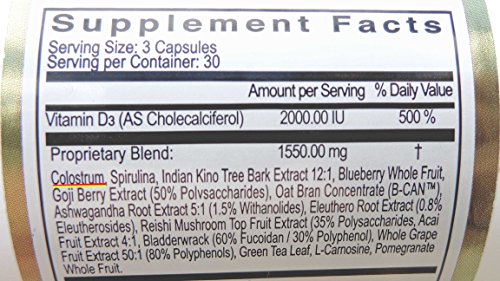 Supplement Facts
Serving Size: 3 Capsules
Serving per Container: 30
Amount per Serving % Daily Value
Vitamin D3 (AS Cholecalciferol) 2000.00 IU 500 %
Proprietary Blend: 1550.00 mg †
Colostrum, Spirulina, Indian Kino Tree Bark Extract 12:1, Blueberry Whole Fruit,
Goji Berry Extract (50% Polysaccharides), Oat Bran Concentrate (B-CAN™),
Ashwagandha Root Extract 5:1 (1.5% Withanolides), Eleuthero Root Extract (0.8%
Eleutherosides), Reishi Mushroom Top Fruit Extract (35% Polysaccharides, Acai
Fruit Extract 4:1, Bladderwrack (60% Fucoidan / 30% Polyphenol), Whole Grape
Fruit Extract 50:1 (80% Polyphenols), Green Tea Leaf, L-Carnosine, Pomegranate
Whole Fruit.